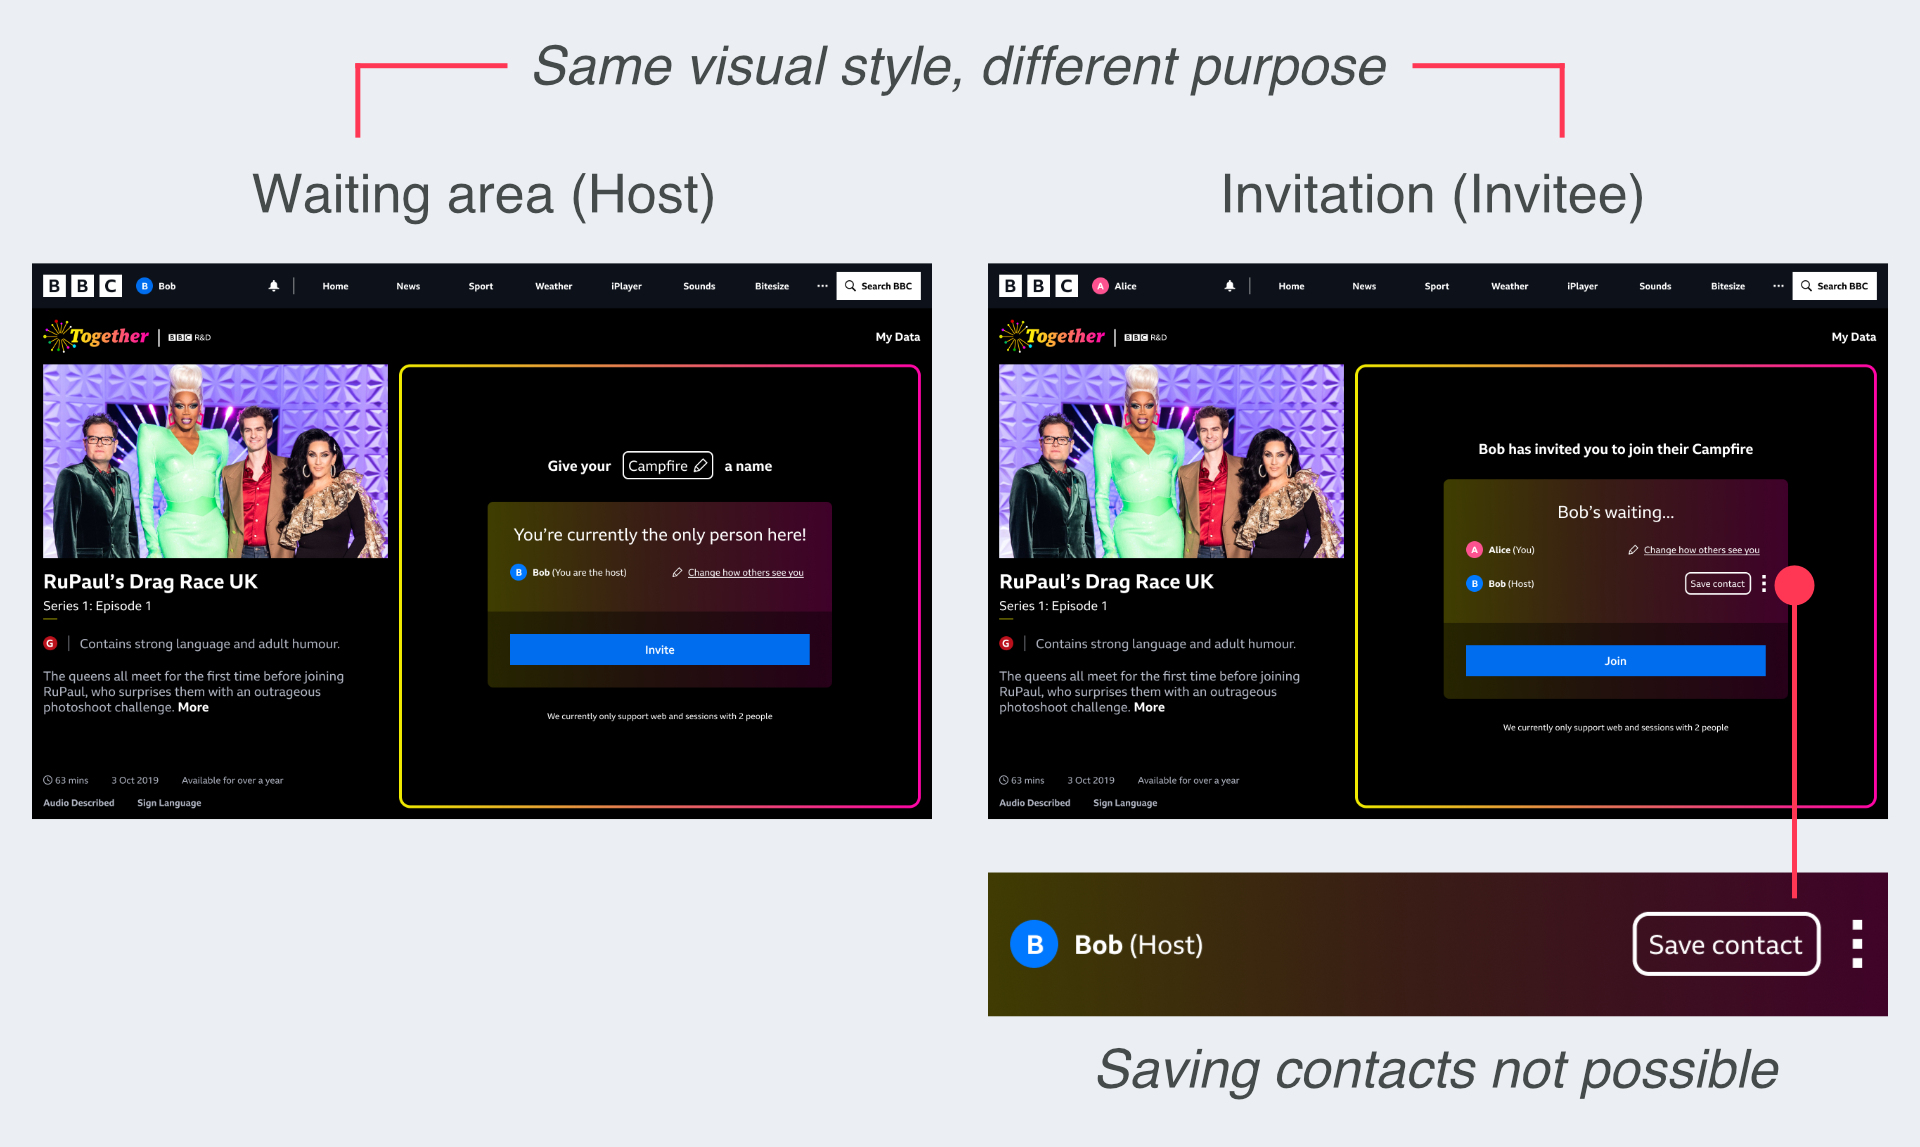 Same visual style, different purpose
Waiting area (Host)
BBC
B Bob
Home News Sport Weather iPlayer Sounds Bitesize ··· Search BBC
Together | BBC R&D
My Data
Give your Campfire a name
You're currently the only person here!
B Bob (You are the host) Change how others see you
Invite
We currently only support web and sessions with 2 people
RuPaul's Drag Race UK
Series 1: Episode 1
G | Contains strong language and adult humour.
The queens all meet for the first time before joining
RuPaul, who surprises them with an outrageous
photoshoot challenge. More
63 mins 3 Oct 2019 Available for over a year
Audio Described Sign Language
Invitation (Invitee)
BBC
A Alice
Home News Sport Weather iPlayer Sounds Bitesize ··· Search BBC
Together | BBC R&D
My Data
Bob has invited you to join their Campfire
Bob's waiting...
A Alice (You) Change how others see you
B Bob (Host) Save contact
Join
We currently only support web and sessions with 2 people
RuPaul's Drag Race UK
Series 1: Episode 1
G | Contains strong language and adult humour.
The queens all meet for the first time before joining
RuPaul, who surprises them with an outrageous
photoshoot challenge. More
63 mins 3 Oct 2019 Available for over a year
Audio Described Sign Language
B Bob (Host) Save contact
Saving contacts not possible